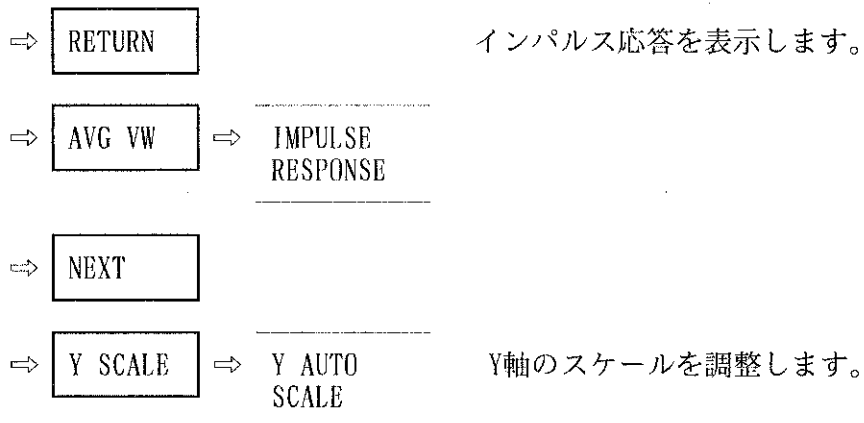 ⇨ RETURN インパルス応答を表示します。
⇨ AVG VW ⇨ IMPULSE
RESPONSE
⇨ NEXT
⇨ Y SCALE ⇨ Y AUTO Y軸のスケールを調整します。
SCALE